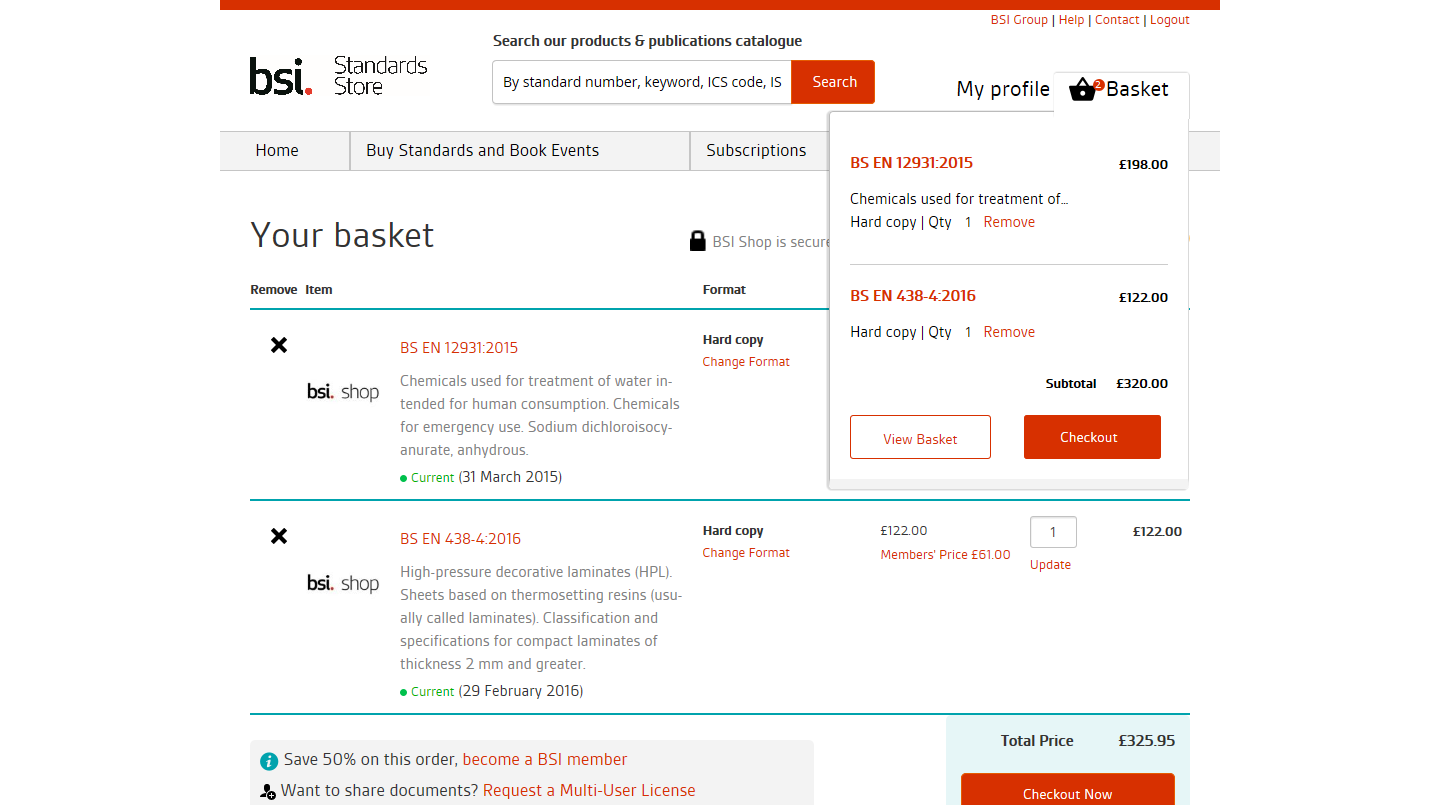 BSI Group | Help | Contact | Logout
Search our products & publications catalogue
bsi. Standards Store
By standard number, keyword, ICS code, IS
Search
My profile
2 Basket
Home
Buy Standards and Book Events
Subscriptions
BS EN 12931:2015 £198.00
Chemicals used for treatment of...
Hard copy | Qty 1 Remove
BS EN 438-4:2016 £122.00
Hard copy | Qty 1 Remove
Subtotal £320.00
View Basket
Checkout
Your basket
BSI Shop is secure
Remove Item Format
BS EN 12931:2015
bsi. shop
Chemicals used for treatment of water in-
tended for human consumption. Chemicals
for emergency use. Sodium dichloroisocy-
anurate, anhydrous.
Current (31 March 2015)
Hard copy
Change Format
BS EN 438-4:2016
bsi. shop
High-pressure decorative laminates (HPL).
Sheets based on thermosetting resins (usu-
ally called laminates). Classification and
specifications for compact laminates of
thickness 2 mm and greater.
Current (29 February 2016)
Hard copy
Change Format
£122.00
Members' Price £61.00
1
Update
£122.00
Save 50% on this order, become a BSI member
Want to share documents? Request a Multi-User License
Total Price £325.95
Checkout Now